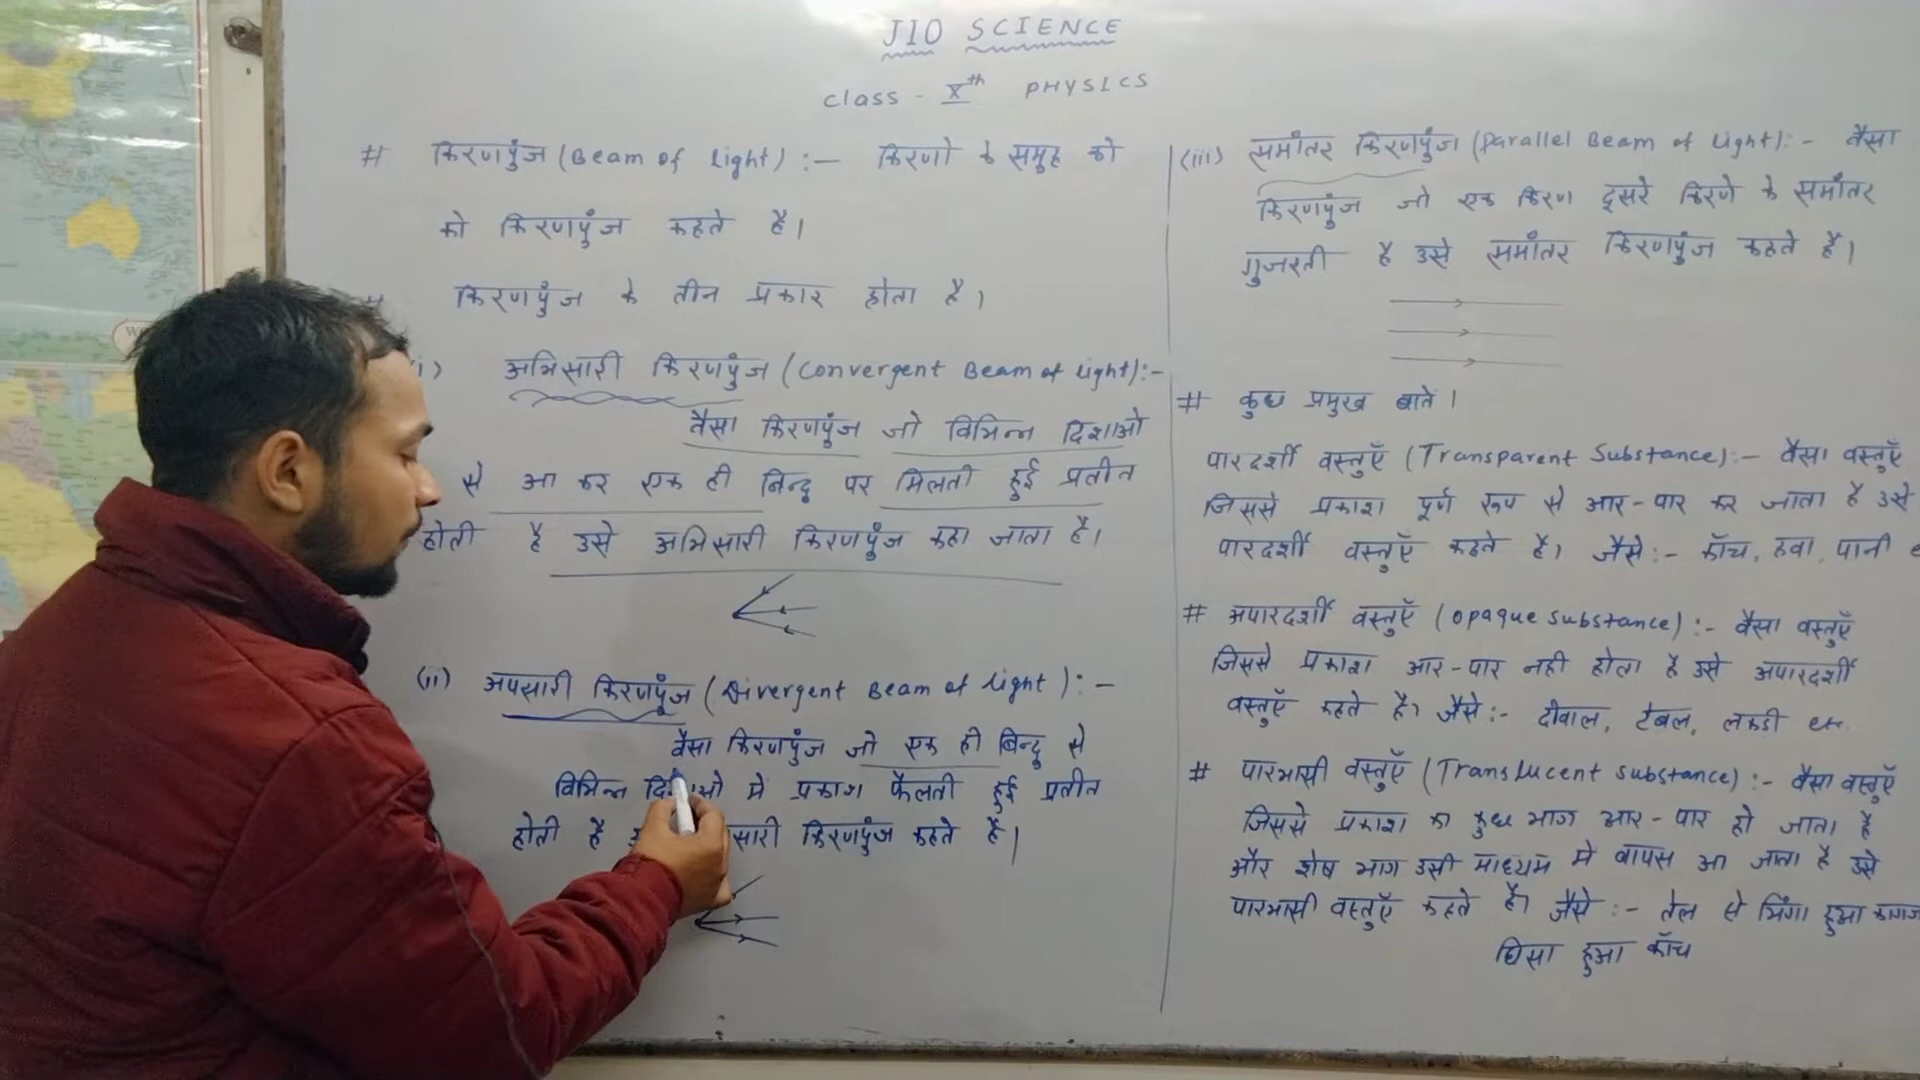 JIO SCIENCE
Class - Xth PHYSICS
# किरणपुंज (Beam of light) :— किरणो के समुह को
को किरणपुंज कहते है।
किरणपुंज के तीन प्रकार होता है।
अभिसारी किरणपुंज (Convergent Beam of light):-
वैसा किरणपुंज जो विभिन्न दिशाओ
से आ कर एक ही बिन्दु पर मिलती हुई प्रतीत
होती है उसे अभिसारी किरणपुंज कहा जाता है।
(ii) अपसारी किरणपुंज (Divergent Beam of light) :-
वैसा किरणपुंज जो एक ही बिन्दु से
विभिन्न में प्रकाश फैलती हुई प्रतीत
होती है किरणपुंज कहते है।
(iii) समांतर किरणपुंज (Parallel Beam of light):- वैसा
किरणपुंज जो एक किरण दूसरे किरणे के समांतर
गुजरती है उसे समांतर किरणपुंज कहते है।
# कुछ प्रमुख बाते।
पारदर्शी वस्तुएँ (Transparent Substance):- वैसा वस्तुएँ
जिससे प्रकाश पूर्ण रूप से आर-पार कर जाता है उसे
पारदर्शी वस्तुएँ कहते है। जैसे:- काँच, हवा, पानी
# अपारदर्शी वस्तुएँ (Opaque Substance) :- वैसा वस्तुएँ
जिससे प्रकाश आर-पार नही होता है उसे अपारदर्शी
वस्तुएँ कहते है। जैसे:- दीवाल, टेबल, लकडी etc
# पारभासी वस्तुएँ (Translucent Substance) :- वैसा वस्तुएँ
जिससे प्रकाश का कुछ भाग आर-पार हो जाता है
और शेष भाग उसी माध्यम में वापस आ जाता है उसे
पारभासी वस्तुएँ कहते है। जैसे :- तेल से भिंगा हुआ कागज
घिसा हुआ काँच